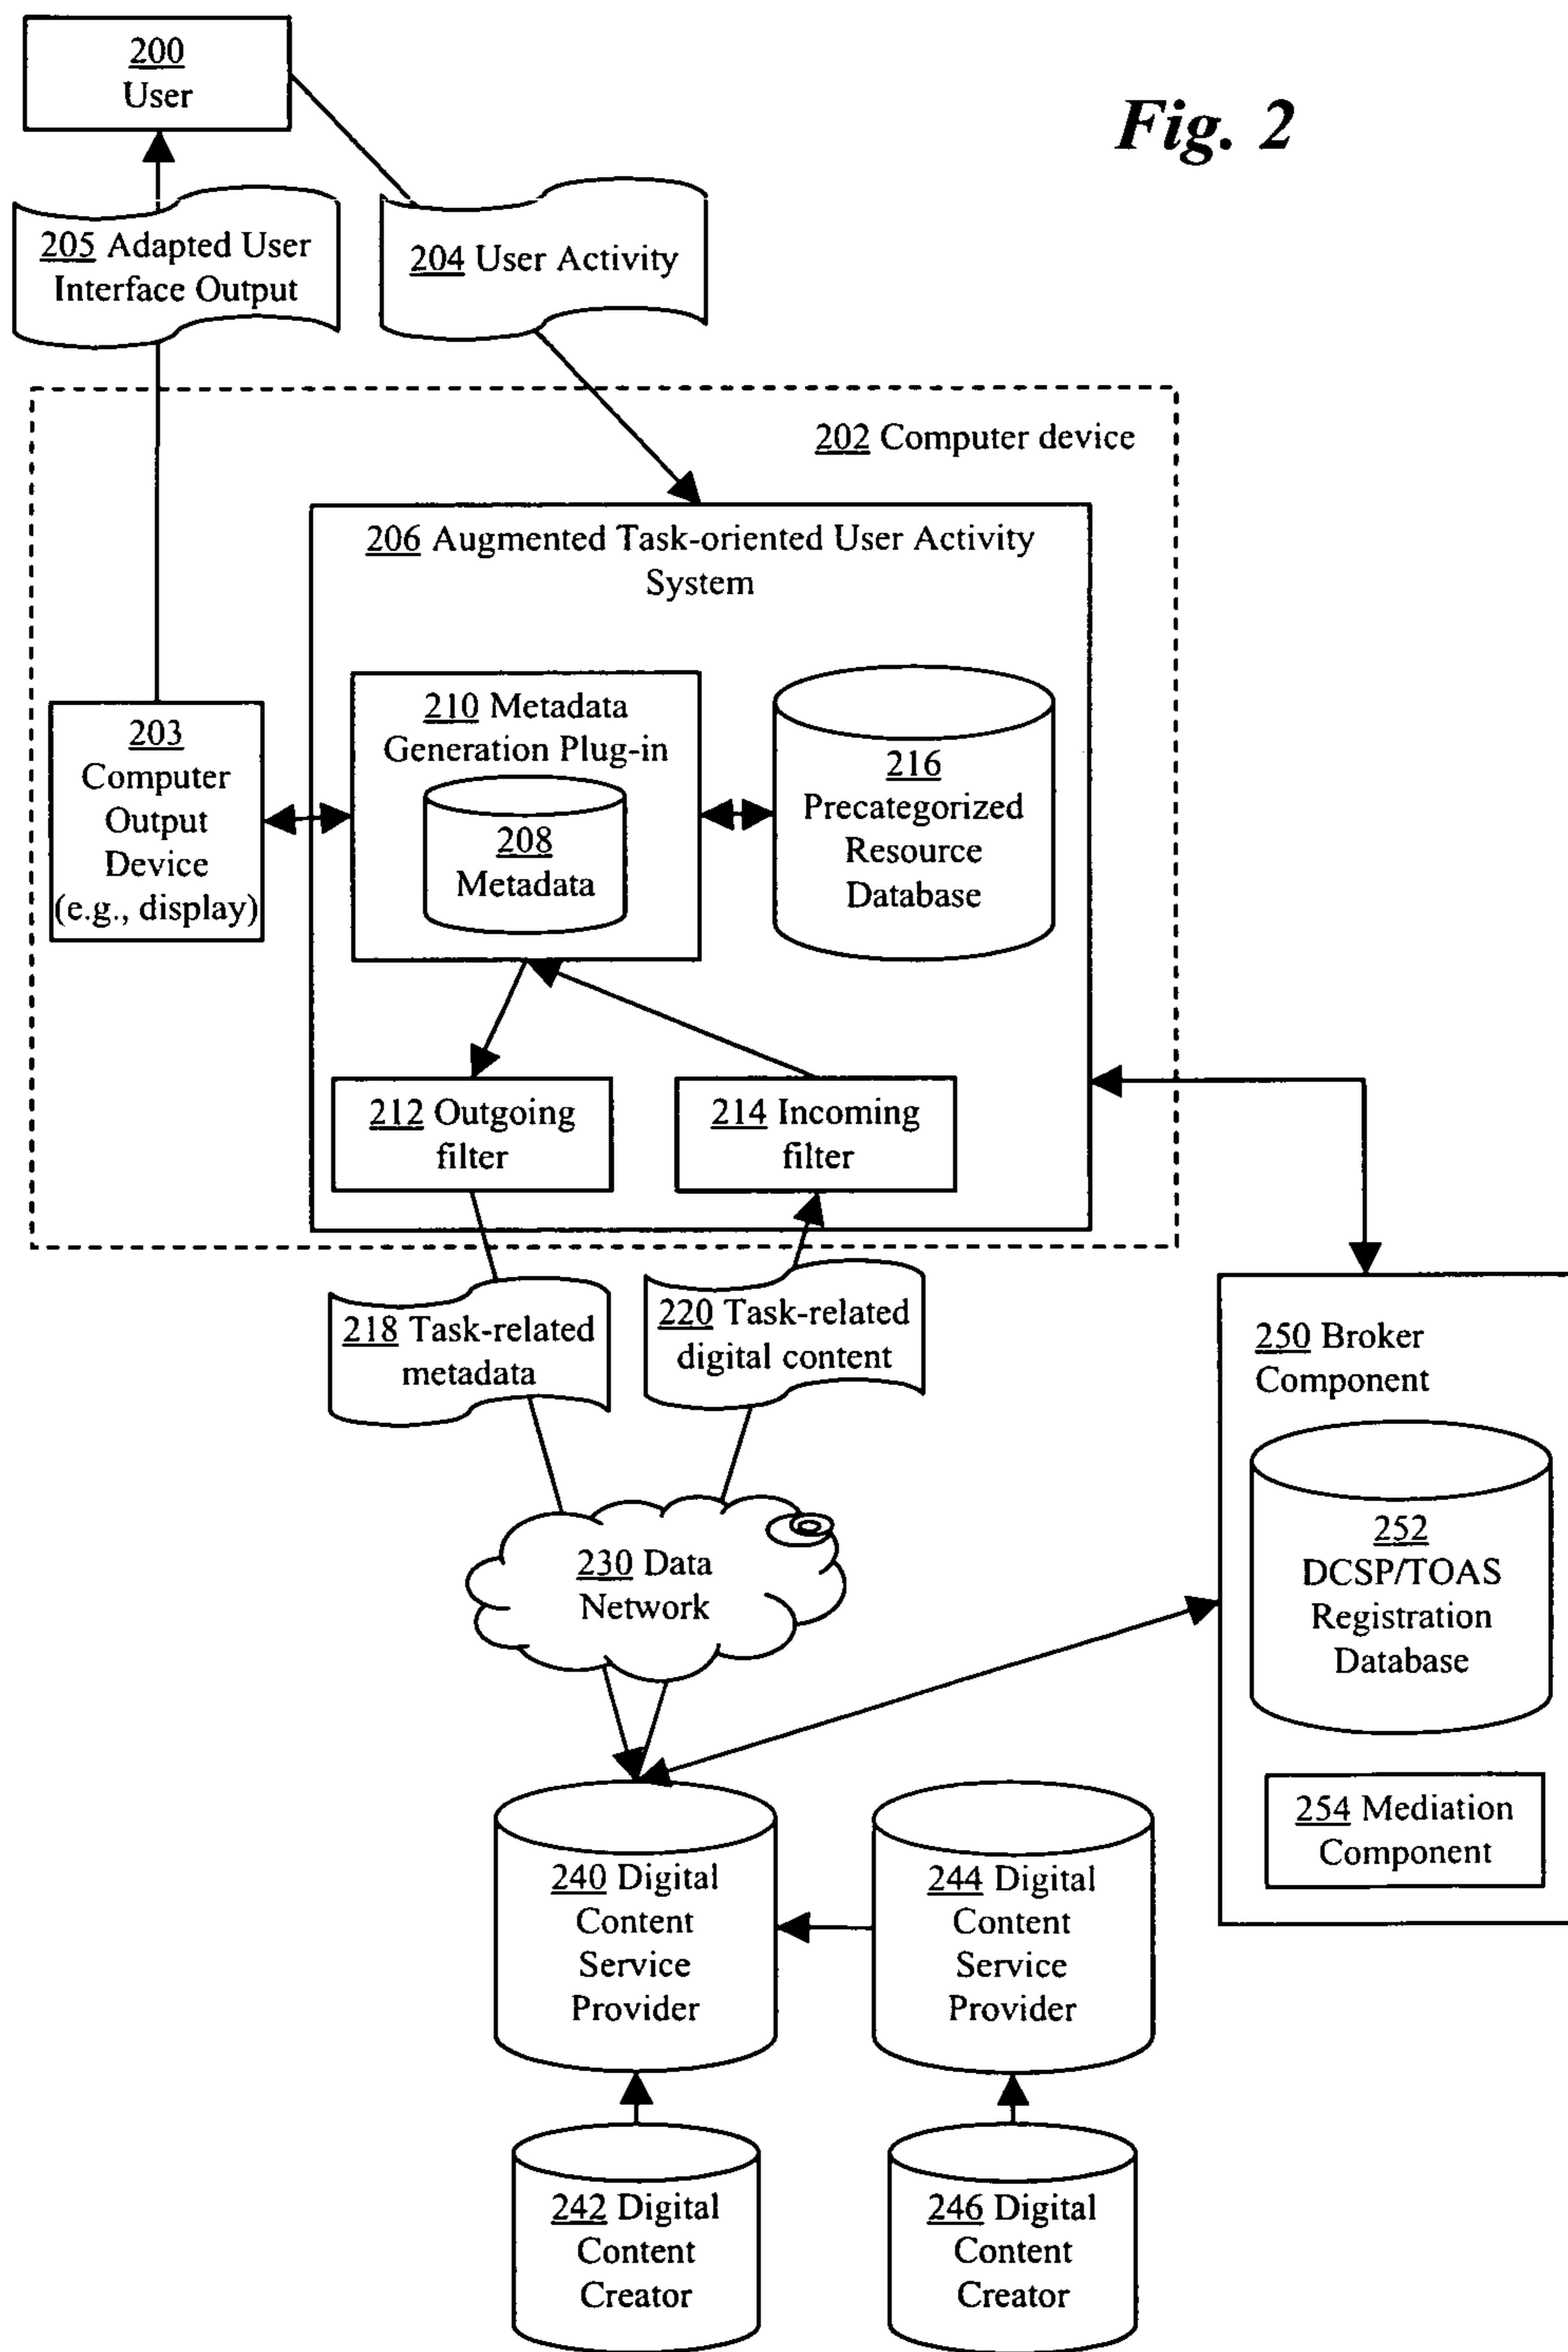 Fig. 2
200
User
205 Adapted User
Interface Output
204 User Activity
202 Computer device
206 Augmented Task-oriented User Activity
System
203
Computer
Output
Device
(e.g., display)
210 Metadata
Generation Plug-in
208
Metadata
216
Precategorized
Resource
Database
212 Outgoing
filter
214 Incoming
filter
218 Task-related
metadata
220 Task-related
digital content
230 Data
Network
250 Broker
Component
252
DCSP/TOAS
Registration
Database
254 Mediation
Component
240 Digital
Content
Service
Provider
244 Digital
Content
Service
Provider
242 Digital
Content
Creator
246 Digital
Content
Creator